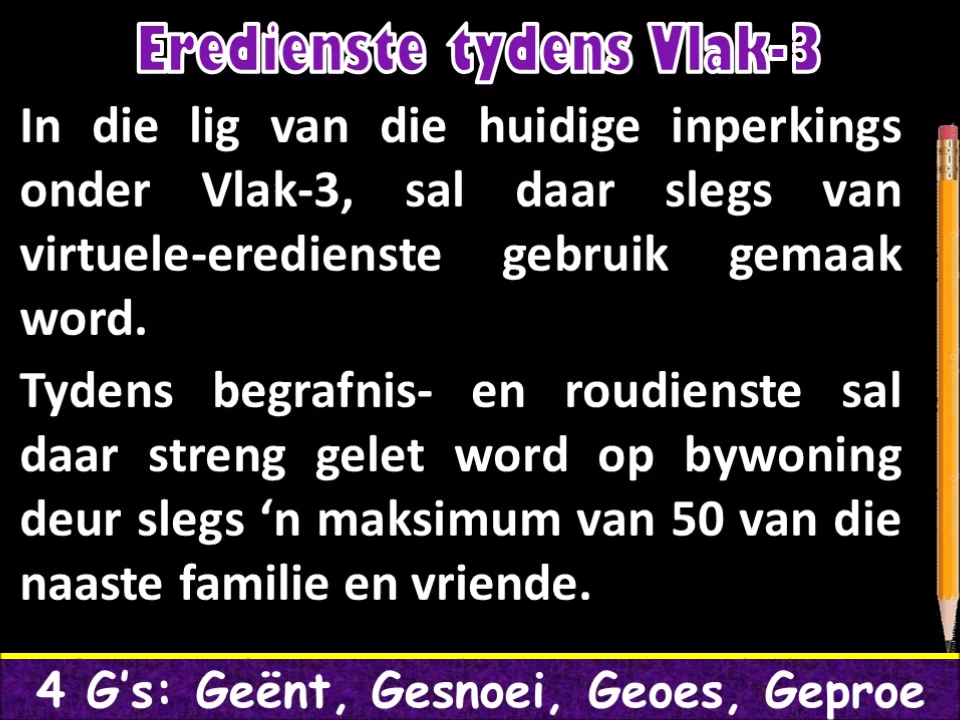 Eredienste tydens Vlak-3
In die lig van die huidige inperkings
onder Vlak-3, sal daar slegs van
virtuele-eredienste gebruik gemaak
word.
Tydens begrafnis- en roudienste sal
daar streng gelet word op bywoning
deur slegs ‘n maksimum van 50 van die
naaste familie en vriende.
4 G's: Geënt, Gesnoei, Geoes, Geproe